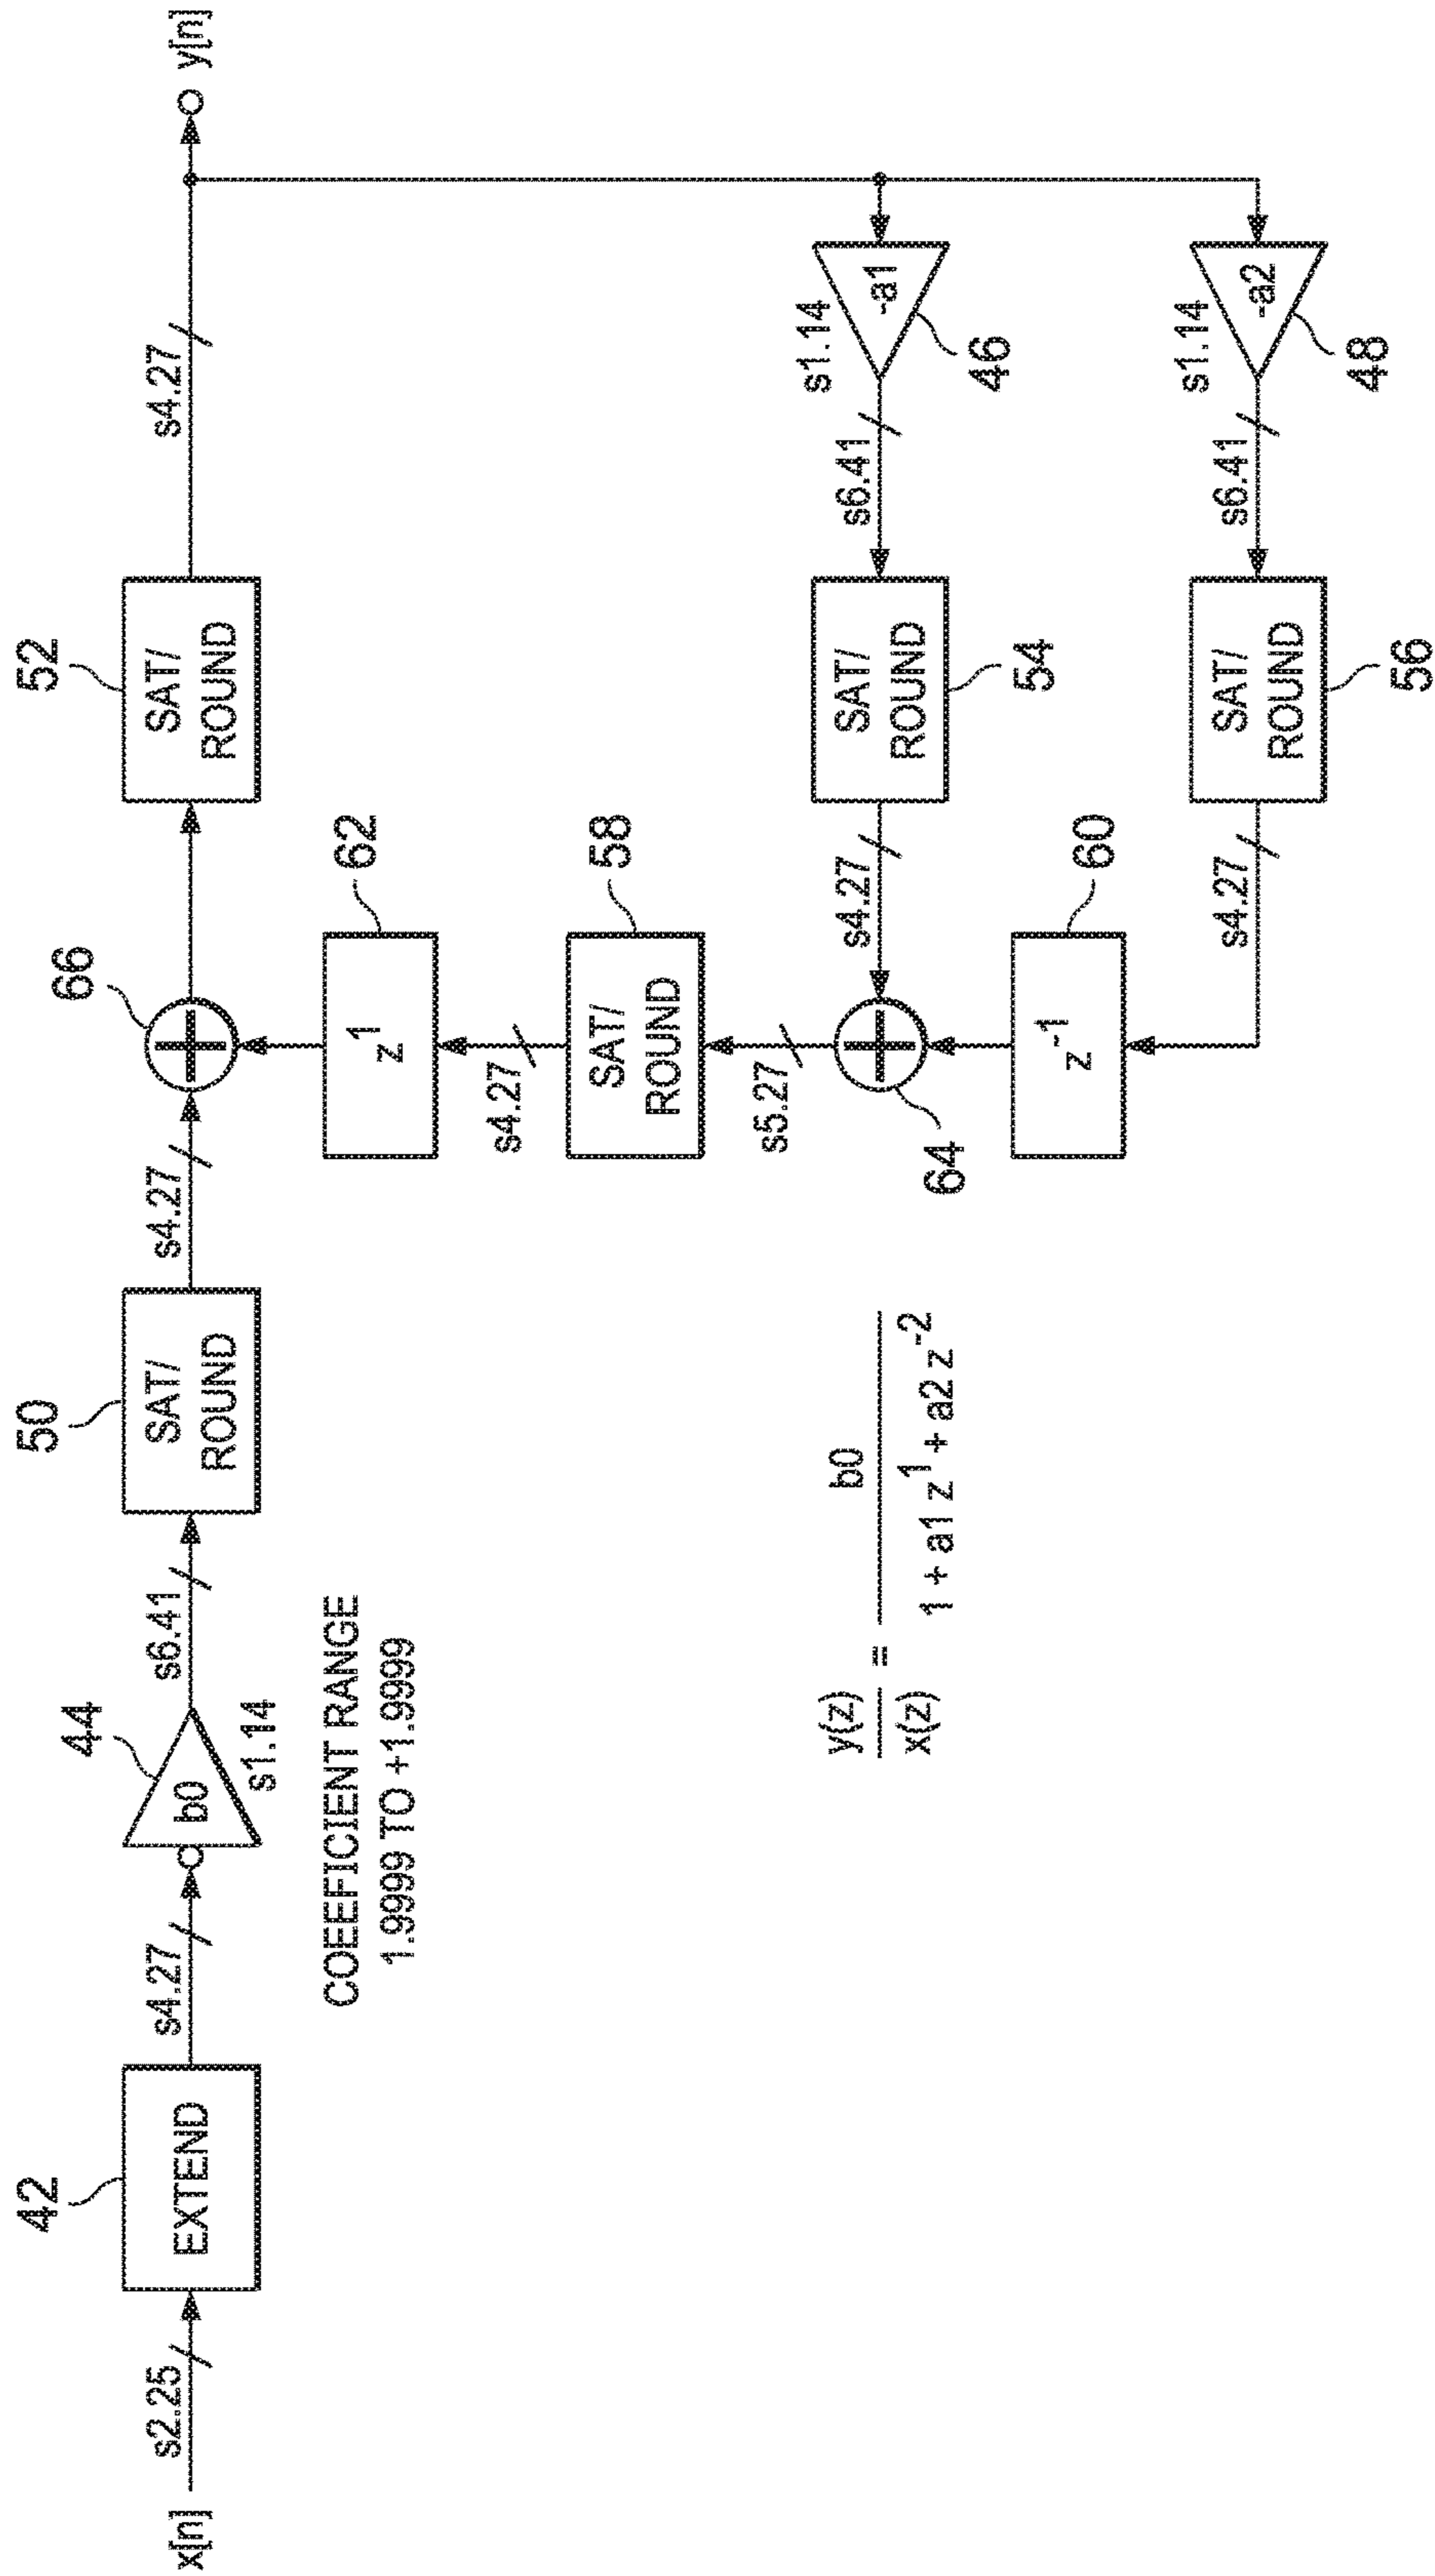 x[n]
s2.25
42
EXTEND
s4.27
44
b0
s1.14
s6.41
50
SAT/
ROUND
s4.27
66
52
SAT/
ROUND
s4.27
y[n]
COEEFICIENT RANGE
1.9999 TO +1.9999
62
z1
s4.27
58
SAT/
ROUND
s5.27
64
s4.27
54
SAT/
ROUND
s6.41
s1.14
-a1
46
60
z-1
s4.27
56
SAT/
ROUND
s6.41
s1.14
-a2
48
y(z)
x(z)
=
b0
1 + a1 z1 + a2 z-2